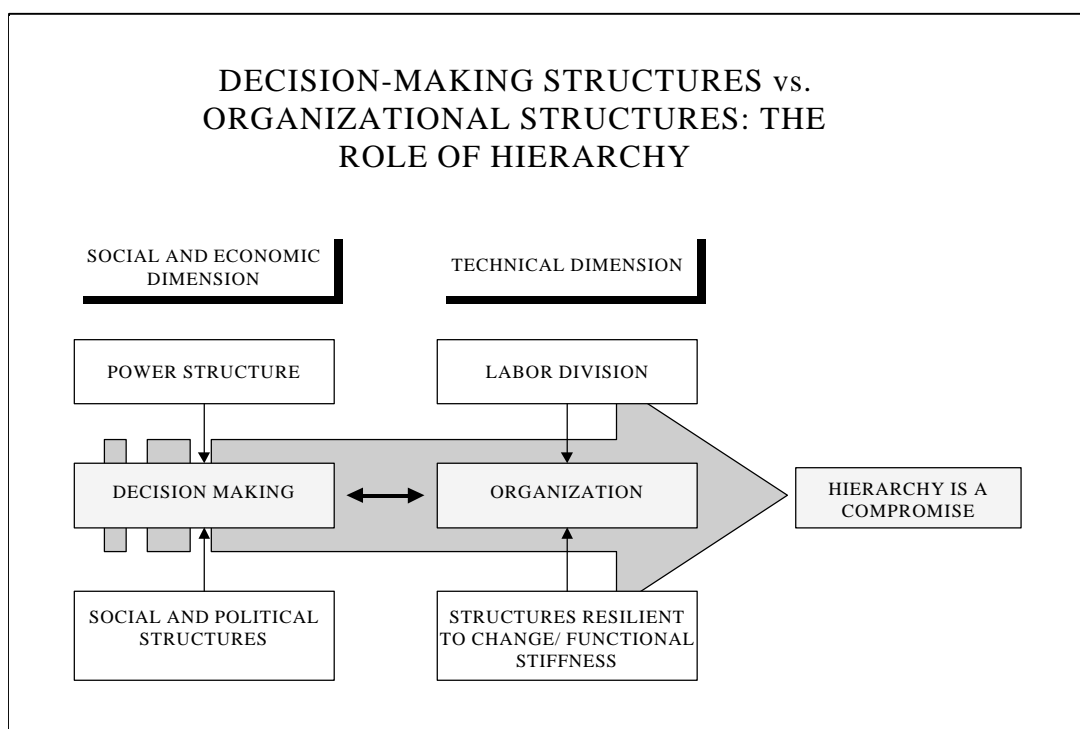 DECISION-MAKING STRUCTURES vs.
ORGANIZATIONAL STRUCTURES: THE
ROLE OF HIERARCHY
SOCIAL AND ECONOMIC
DIMENSION
TECHNICAL DIMENSION
POWER STRUCTURE
LABOR DIVISION
DECISION MAKING
ORGANIZATION
HIERARCHY IS A
COMPROMISE
SOCIAL AND POLITICAL
STRUCTURES
STRUCTURES RESILIENT
TO CHANGE/ FUNCTIONAL
STIFFNESS